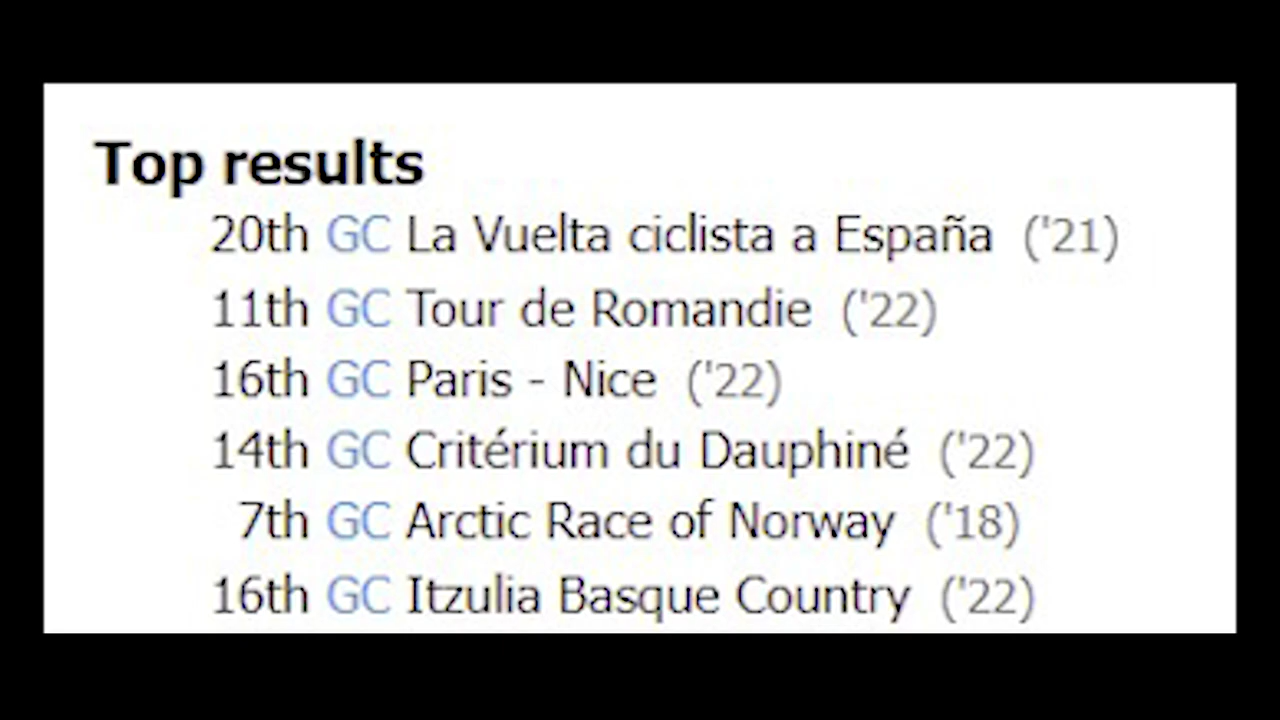 Top results
20th GC La Vuelta ciclista a España ('21)
11th GC Tour de Romandie ('22)
16th GC Paris - Nice ('22)
14th GC Critérium du Dauphiné ('22)
7th GC Arctic Race of Norway ('18)
16th GC Itzulia Basque Country ('22)